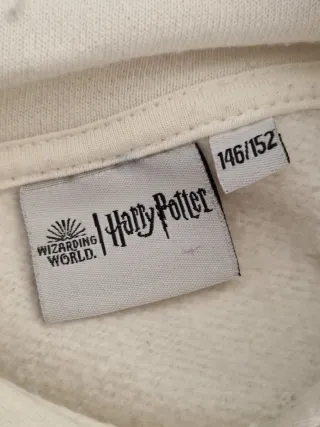 WIZARDING
WORLD.
Harry Potter
146/152